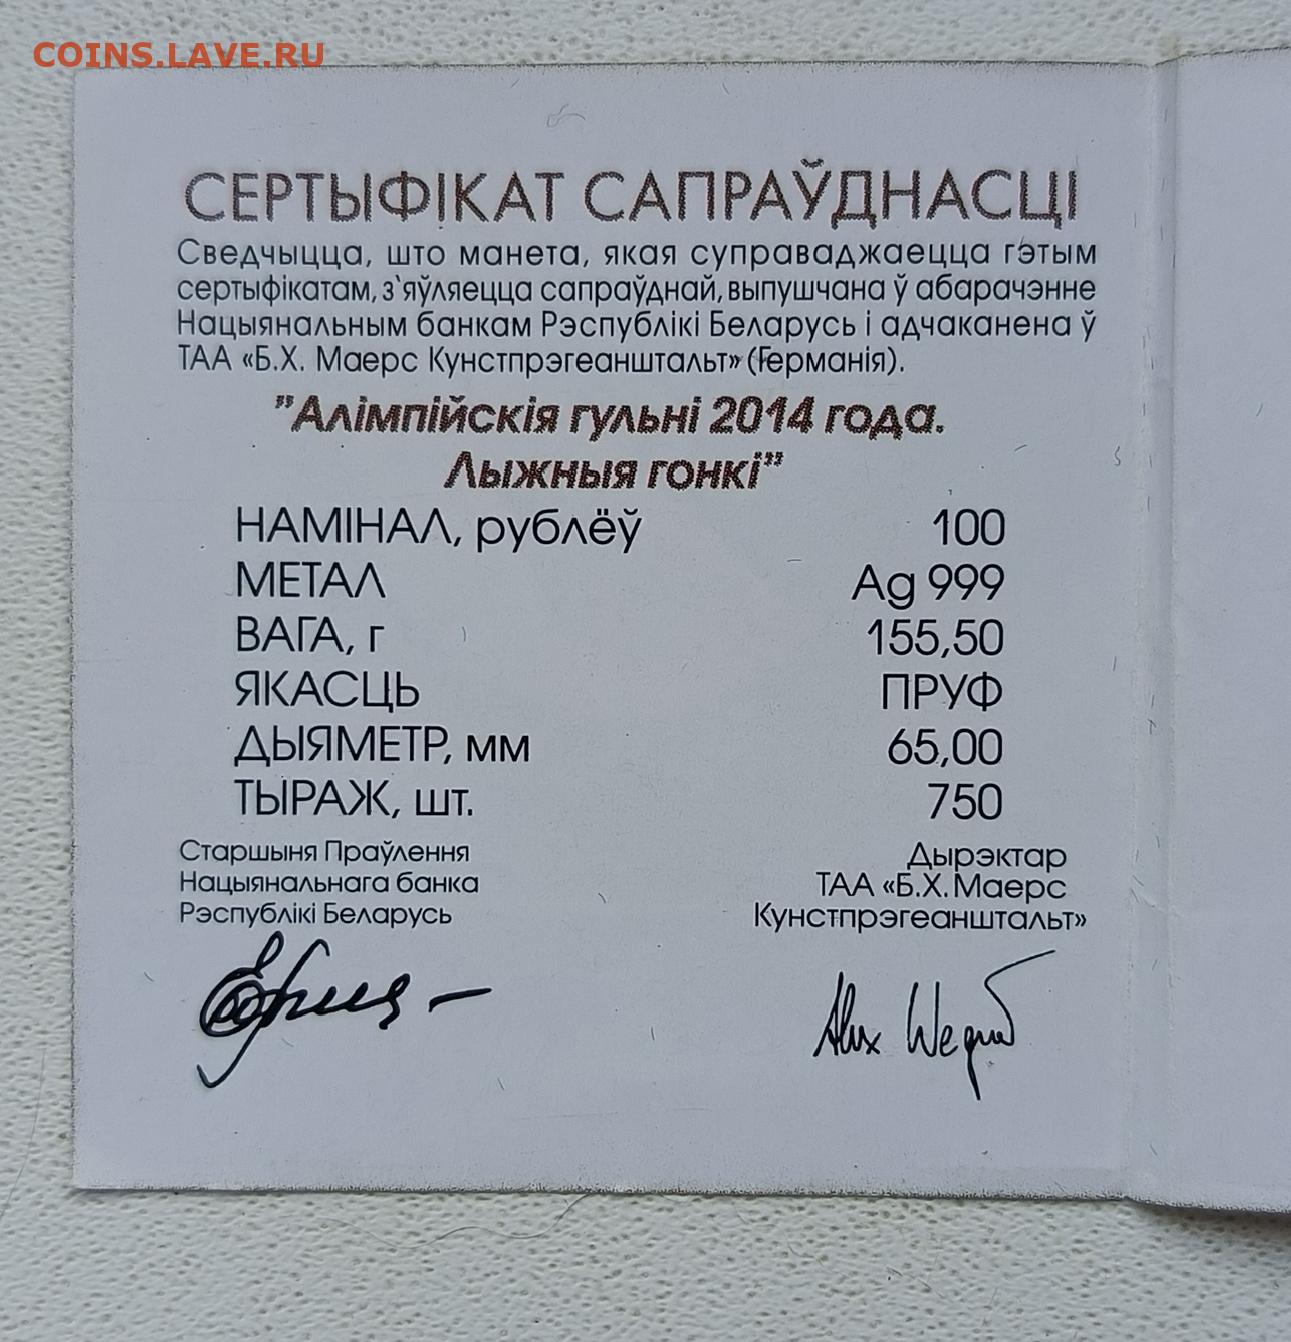 COINS.LAVE.RU
СЕРТЫФІКАТ САПРАЎДНАСЦІ
Сведчыцца, што манета, якая суправаджаецца гэтым
сертыфікатам, з'яўляецца сапраўднай, выпушчана ў абарачэнне
Нацыянальным банкам Рэспублікі Беларусь і адчаканена ў
ТАА «Б.Х. Маерс Кунстпрэгеаншtальт» (Германія).
"Алімпійскія гульні 2014 года.
Лыжныя гонкі"
НАМІНАЛ, рублёў 100
МЕТАЛ Ag 999
ВАГА, г 155,50
ЯКАСЦЬ ПРУФ
ДЫЯМЕТР, мм 65,00
ТЫРАЖ, шт. 750
Старшыня Праўлення
Нацыянальнага банка
Рэспублікі Беларусь
Дырэктар
ТАА «Б.Х. Маерс
Кунстпрэгеанштальт»